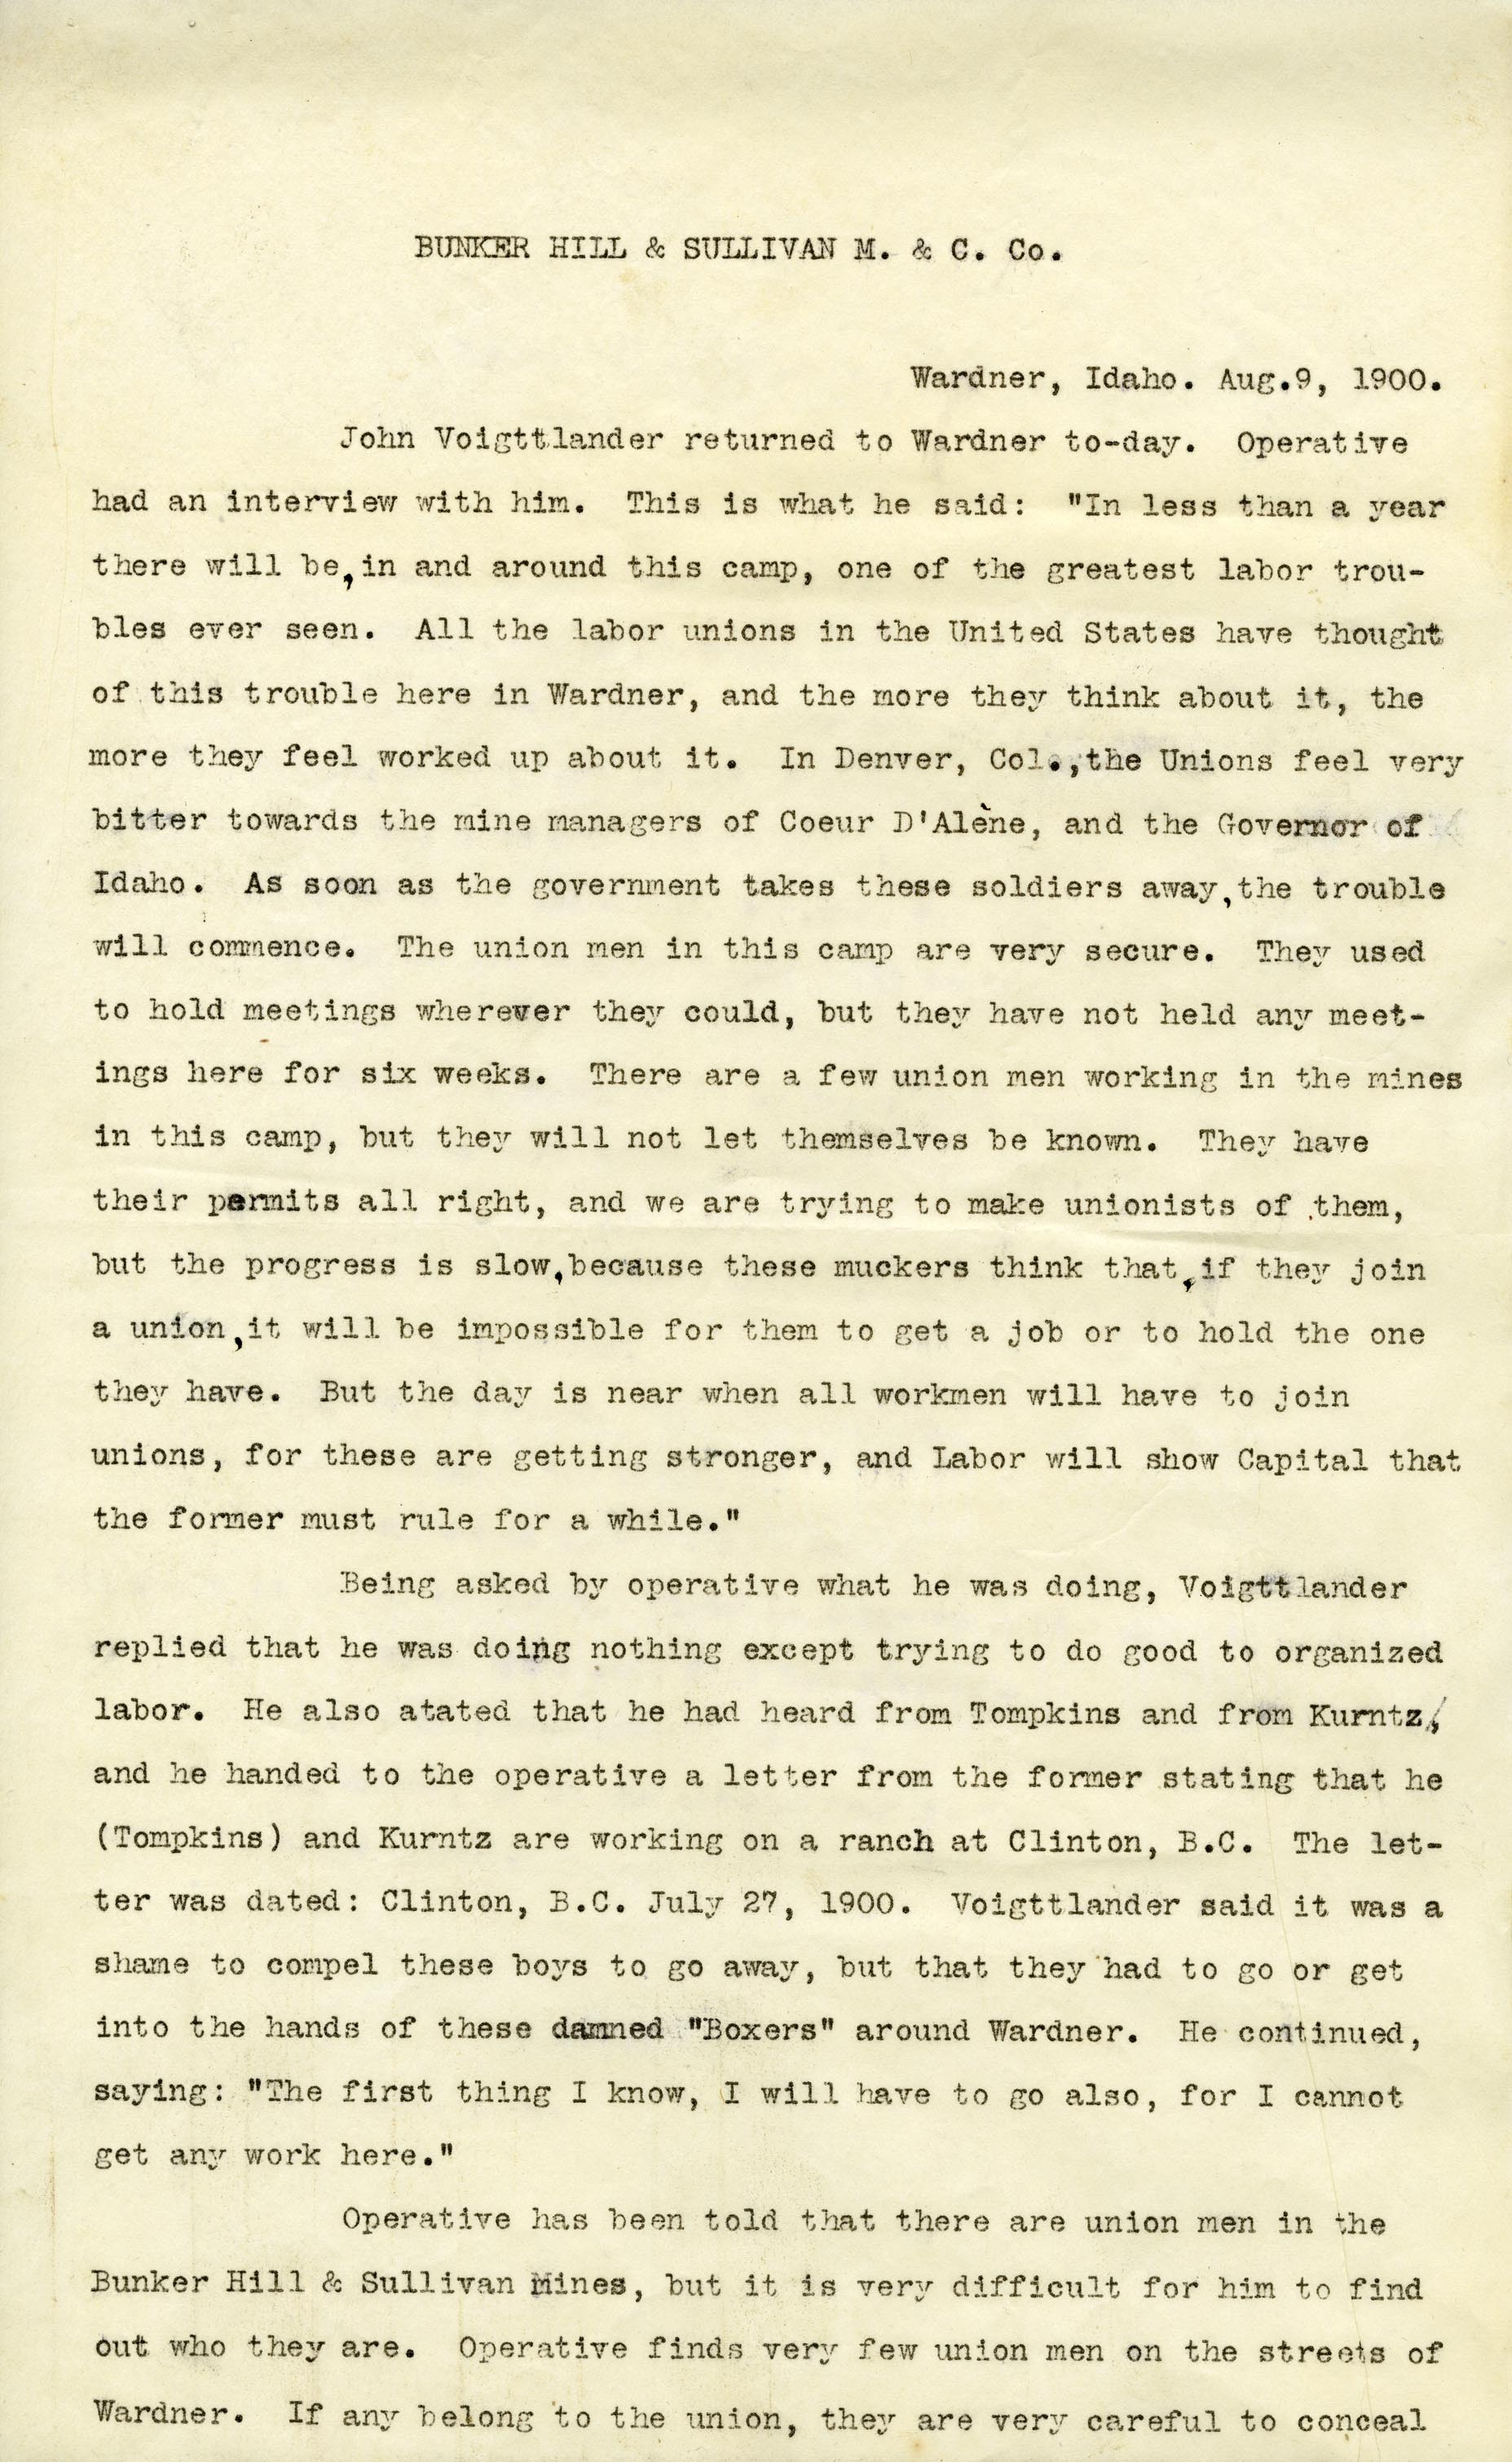 BUNKER HILL & SULLIVAN M. & C. Co.
Wardner, Idaho. Aug.9, 1900.
John Voigttlander returned to Wardner to-day. Operative
had an interview with him. This is what he said: "In less than a year
there will be, in and around this camp, one of the greatest labor trou-
bles ever seen. All the labor unions in the United States have thought
of this trouble here in Wardner, and the more they think about it, the
more they feel worked up about it. In Denver, Col.,the Unions feel very
bitter towards the mine managers of Coeur D'Alène, and the Governor of
Idaho. As soon as the government takes these soldiers away,the trouble
will commence. The union men in this camp are very secure. They used
to hold meetings wherever they could, but they have not held any meet-
ings here for six weeks. There are a few union men working in the mines
in this camp, but they will not let themselves be known. They have
their permits all right, and we are trying to make unionists of them,
but the progress is slow,because these muckers think that,if they join
a union,it will be impossible for them to get a job or to hold the one
they have. But the day is near when all workmen will have to join
unions, for these are getting stronger, and Labor will show Capital that
the former must rule for a while."
Being asked by operative what he was doing, Voigttlander
replied that he was doing nothing except trying to do good to organized
labor. He also atated that he had heard from Tompkins and from Kurntz,
and he handed to the operative a letter from the former stating that he
(Tompkins) and Kurntz are working on a ranch at Clinton, B.C. The let-
ter was dated: Clinton, B.C. July 27, 1900. Voigttlander said it was a
shame to compel these boys to go away, but that they had to go or get
into the hands of these damned "Boxers" around Wardner. He continued,
saying: "The first thing I know, I will have to go also, for I cannot
get any work here."
Operative has been told that there are union men in the
Bunker Hill & Sullivan Mines, but it is very difficult for him to find
out who they are. Operative finds very few union men on the streets of
Wardner. If any belong to the union, they are very careful to conceal